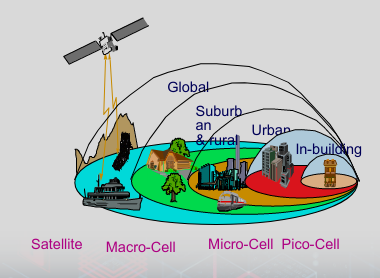 Global
Suburb
an
& rural
Urban
In-building
Satellite
Macro-Cell
Micro-Cell
Pico-Cell